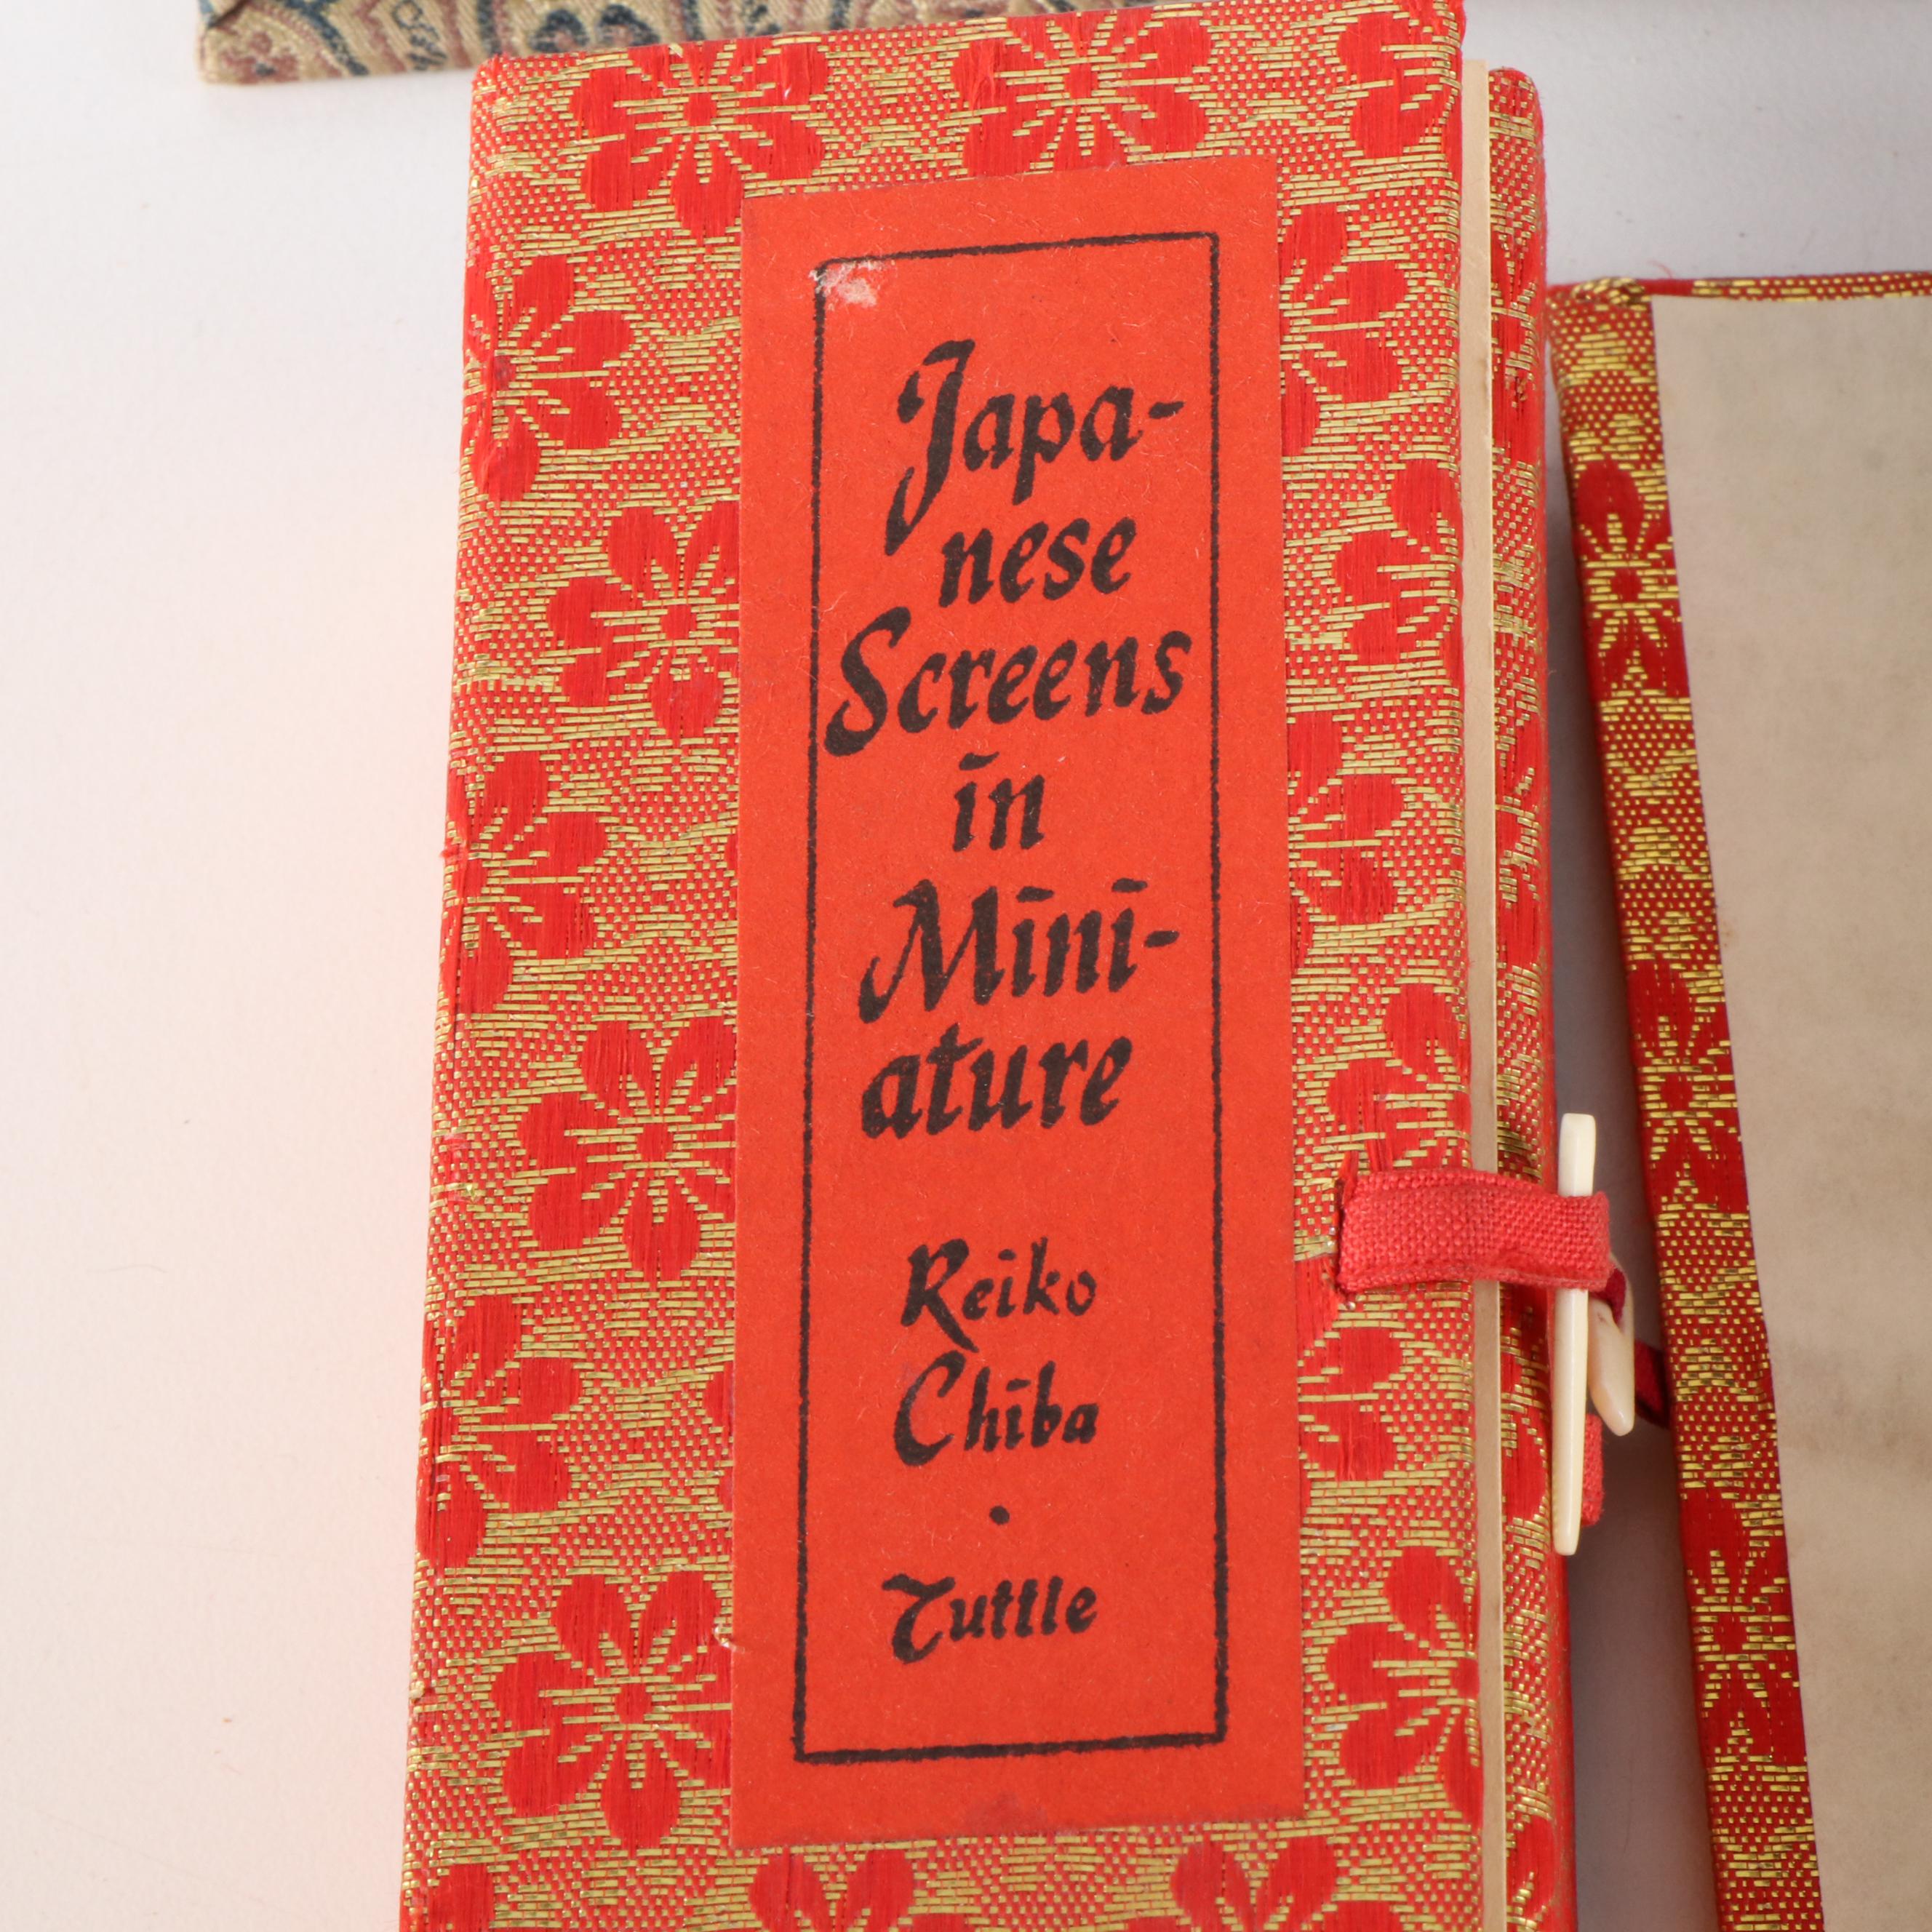 Japa-
nese
Screens
in
Mini-
ature
Reiko
Chiba
•
Tuttle